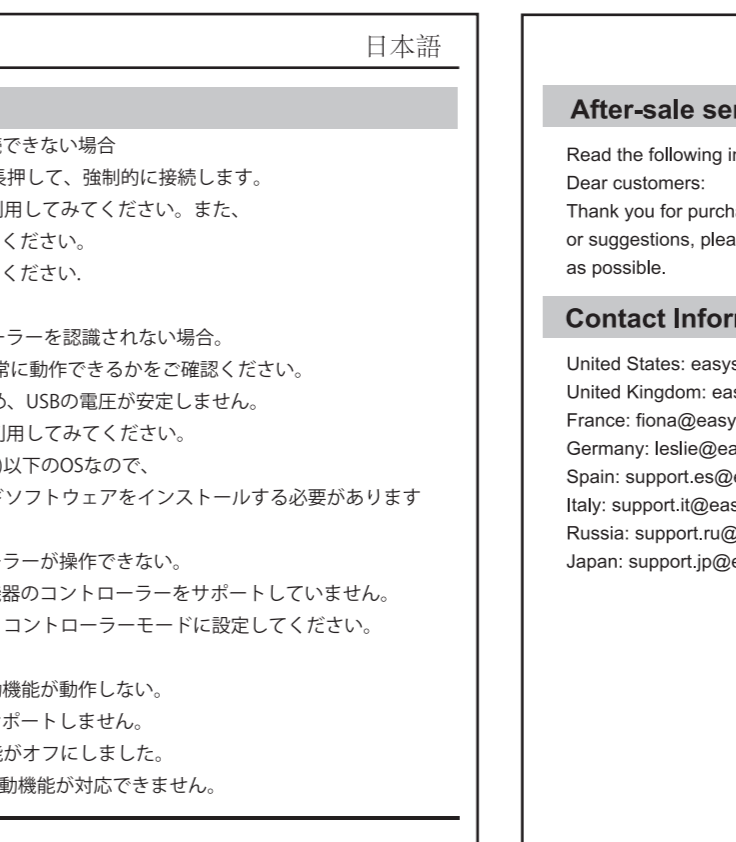 日本語
できない場合
長押して、強制的に接続します。
用してみてください。また、
ください。
ください.
ーラーを認識されない場合。
常に動作できるかをご確認ください。
め、USBの電圧が安定しません。
用してみてください。
以下のOSなので、
ソフトウェアをインストールする必要があります
ーラーが操作できない。
器のコントローラーをサポートしていません。
コントローラーモードに設定してください。
機能が動作しない。
ポートしません。
がオフにしました。
動機能が対応できません。
After-sale ser
Read the following in
Dear customers:
Thank you for purcha
or suggestions, plea
as possible.
Contact Infor
United States: easys
United Kingdom: eas
France: fiona@easy
Germany: leslie@ea
Spain: support.es@e
Italy: support.it@eas
Russia: support.ru@
Japan: support.jp@e